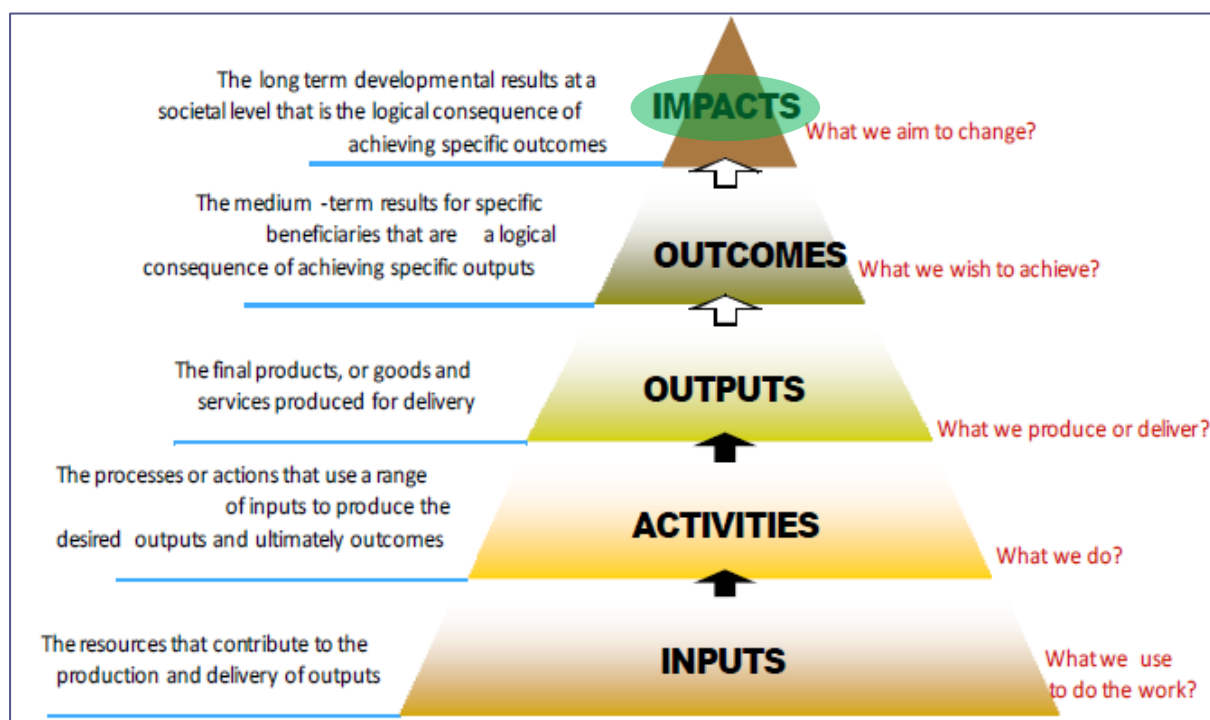 The long term developmental results at a
societal level that is the logical consequence of
achieving specific outcomes
IMPACTS
What we aim to change?
The medium -term results for specific
beneficiaries that are a logical
consequence of achieving specific outputs
OUTCOMES
What we wish to achieve?
The final products, or goods and
services produced for delivery
OUTPUTS
What we produce or deliver?
The processes or actions that use a range
of inputs to produce the
desired outputs and ultimately outcomes
ACTIVITIES
What we do?
The resources that contribute to the
production and delivery of outputs
INPUTS
What we use
to do the work?